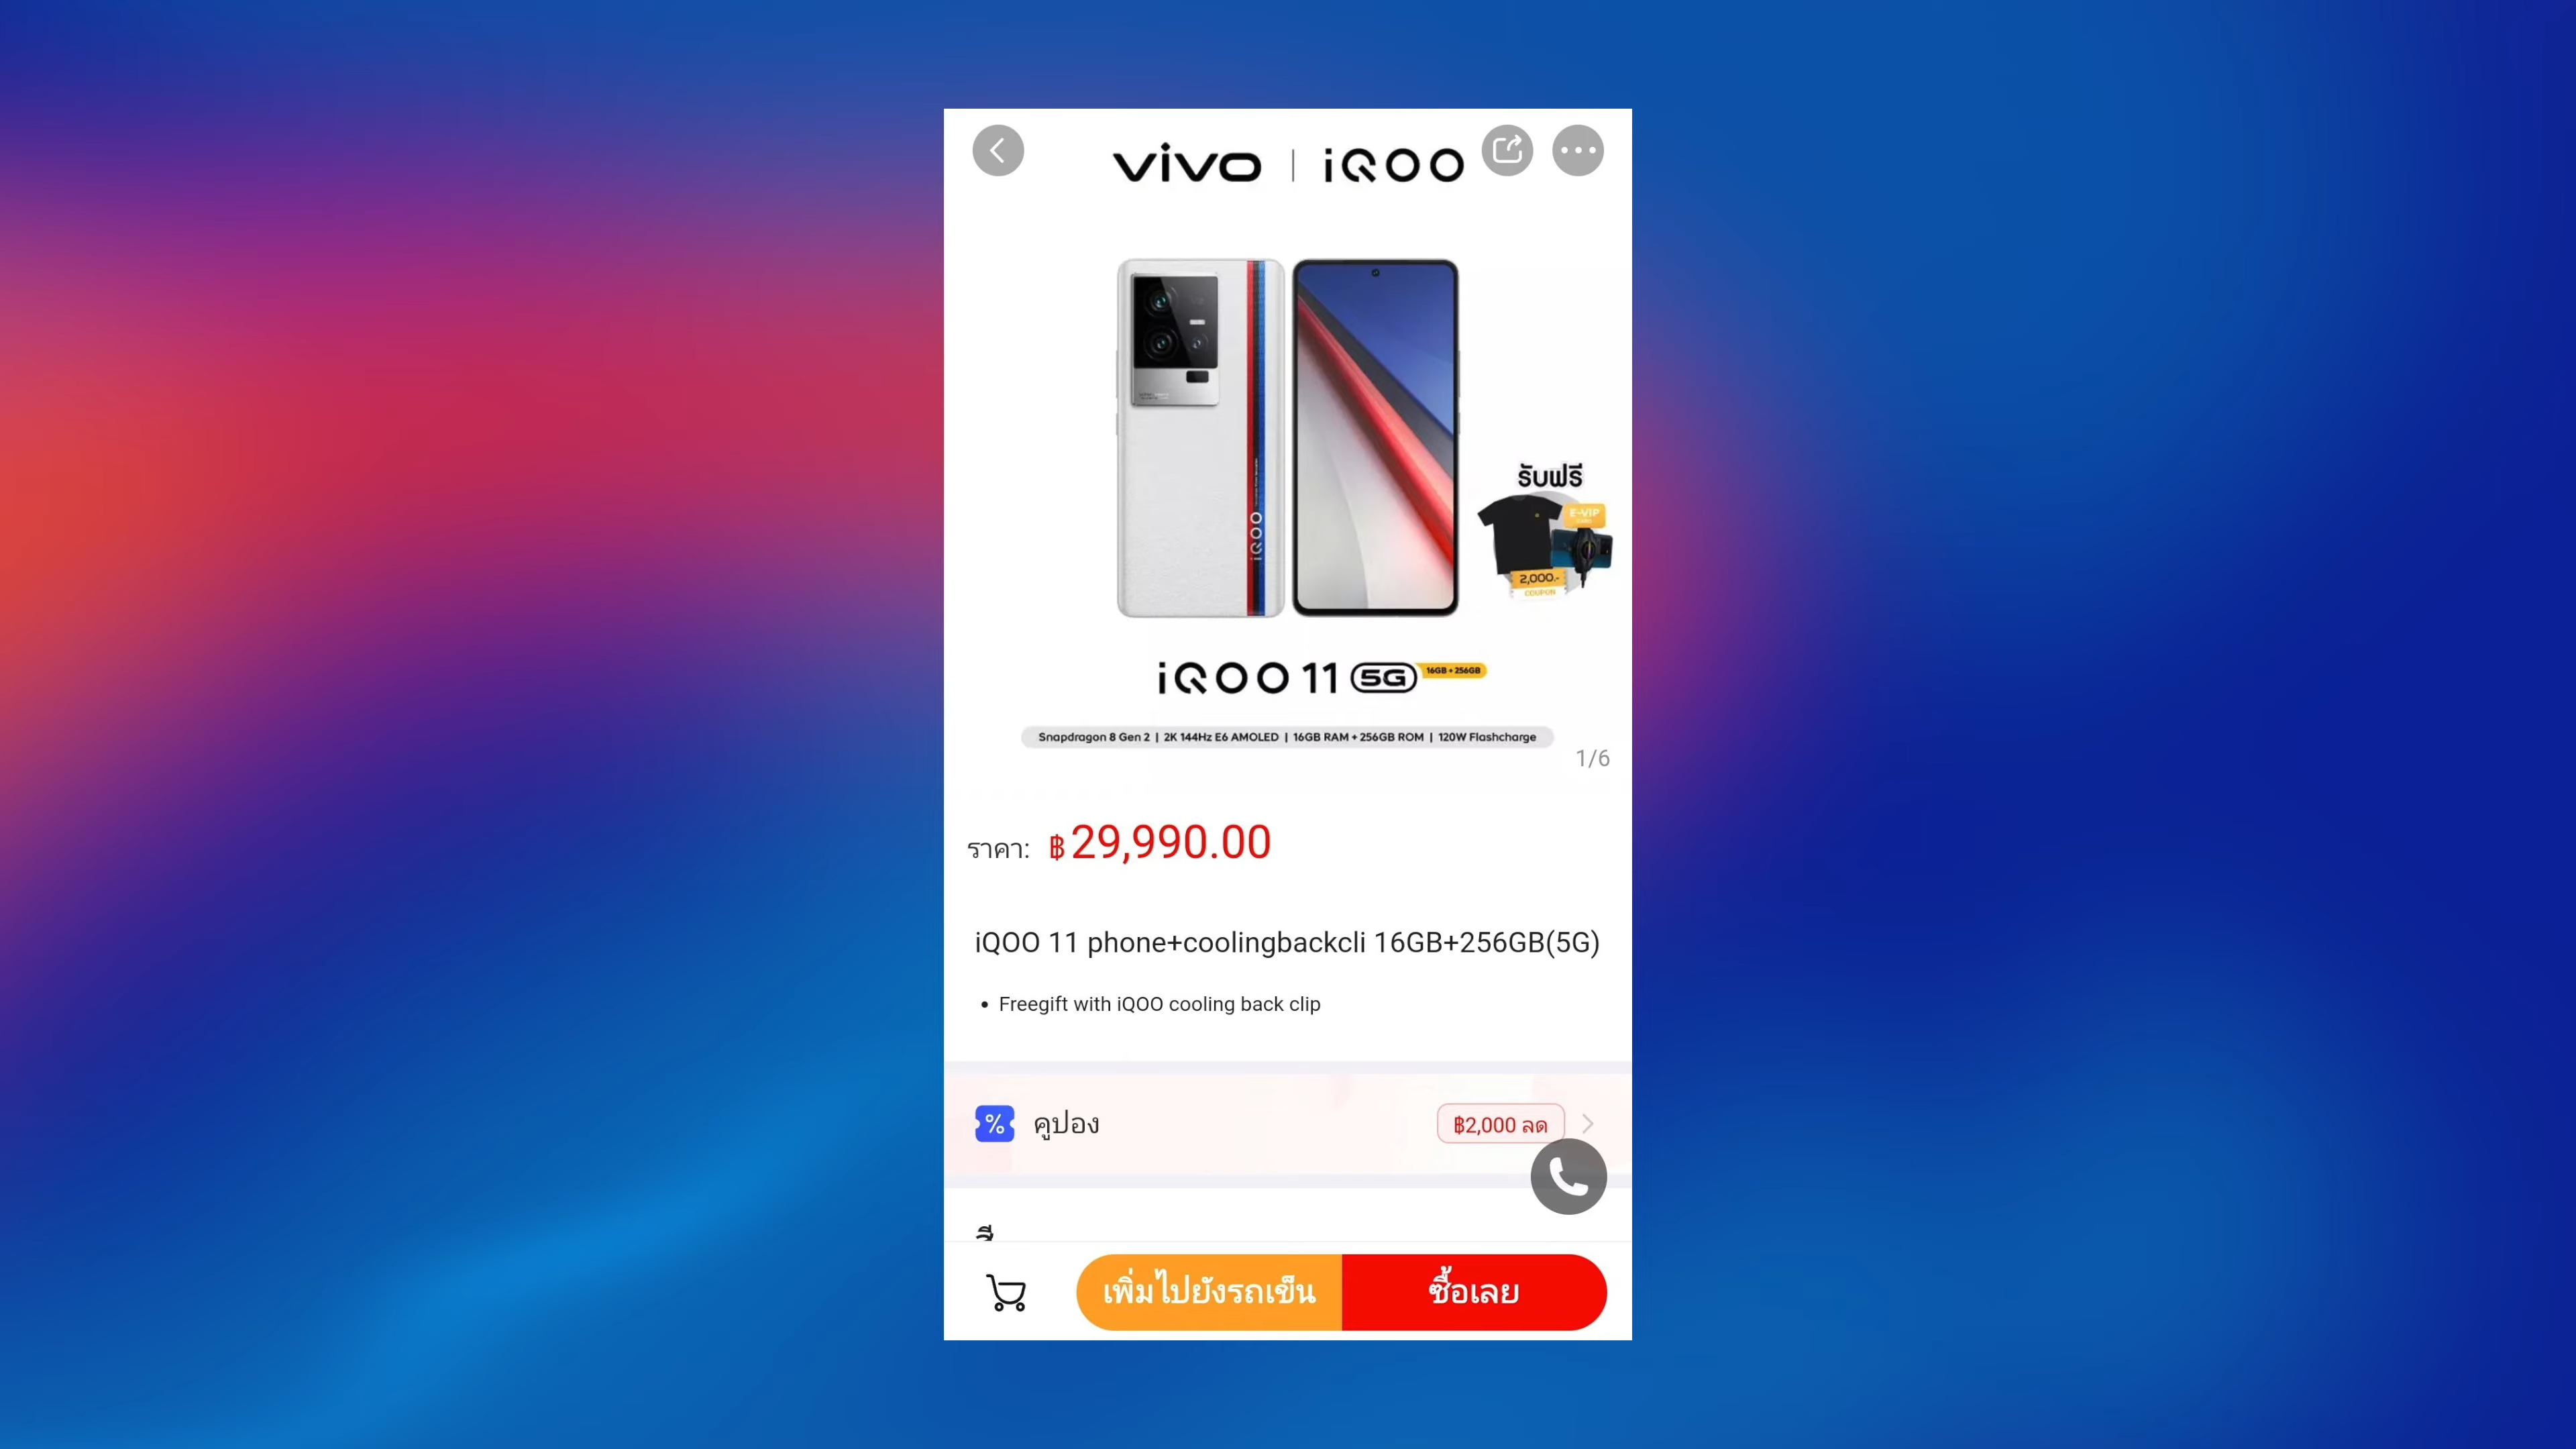 vivo | iQOO
iQOO
รับฟรี
E-VIP
2,000.-
COUPON
iQOO 11 5G 16GB + 256GB
Snapdragon 8 Gen 2 | 2K 144Hz E6 AMOLED | 16GB RAM + 256GB ROM | 120W Flashcharge
1/6
ราคา: ฿ 29,990.00
iQOO 11 phone+coolingbackcli 16GB+256GB(5G)
• Freegift with iQOO cooling back clip
% คูปอง ฿2,000 ลด
เพิ่มไปยังรถเข็น ซื้อเลย